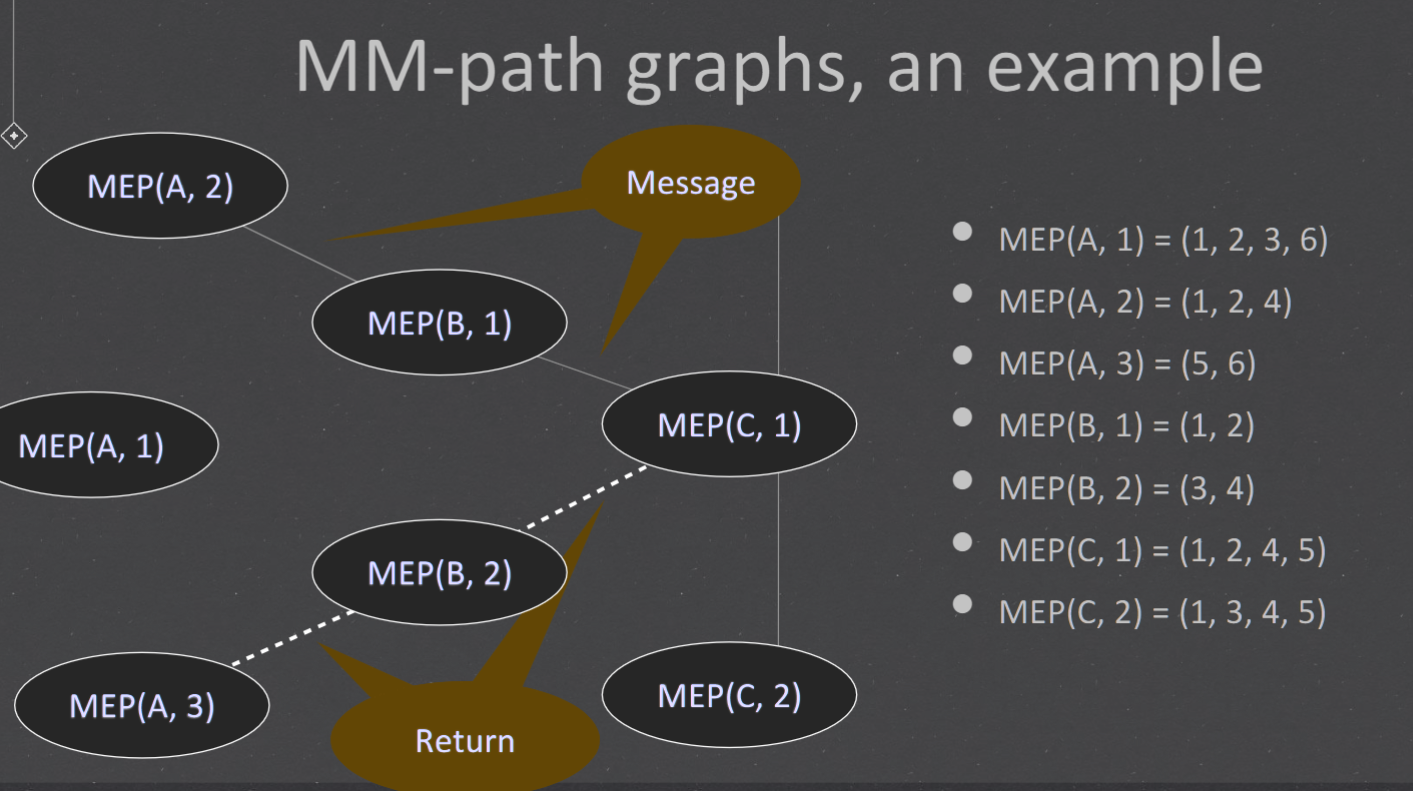 MM-path graphs, an example
MEP(A, 2)
Message
MEP(B, 1)
MEP(C, 1)
MEP(A, 1)
MEP(B, 2)
MEP(A, 3)
MEP(C, 2)
Return
MEP(A, 1) = (1, 2, 3, 6)
MEP(A, 2) = (1, 2, 4)
MEP(A, 3) = (5, 6)
MEP(B, 1) = (1, 2)
MEP(B, 2) = (3, 4)
MEP(C, 1) = (1, 2, 4, 5)
MEP(C, 2) = (1, 3, 4, 5)